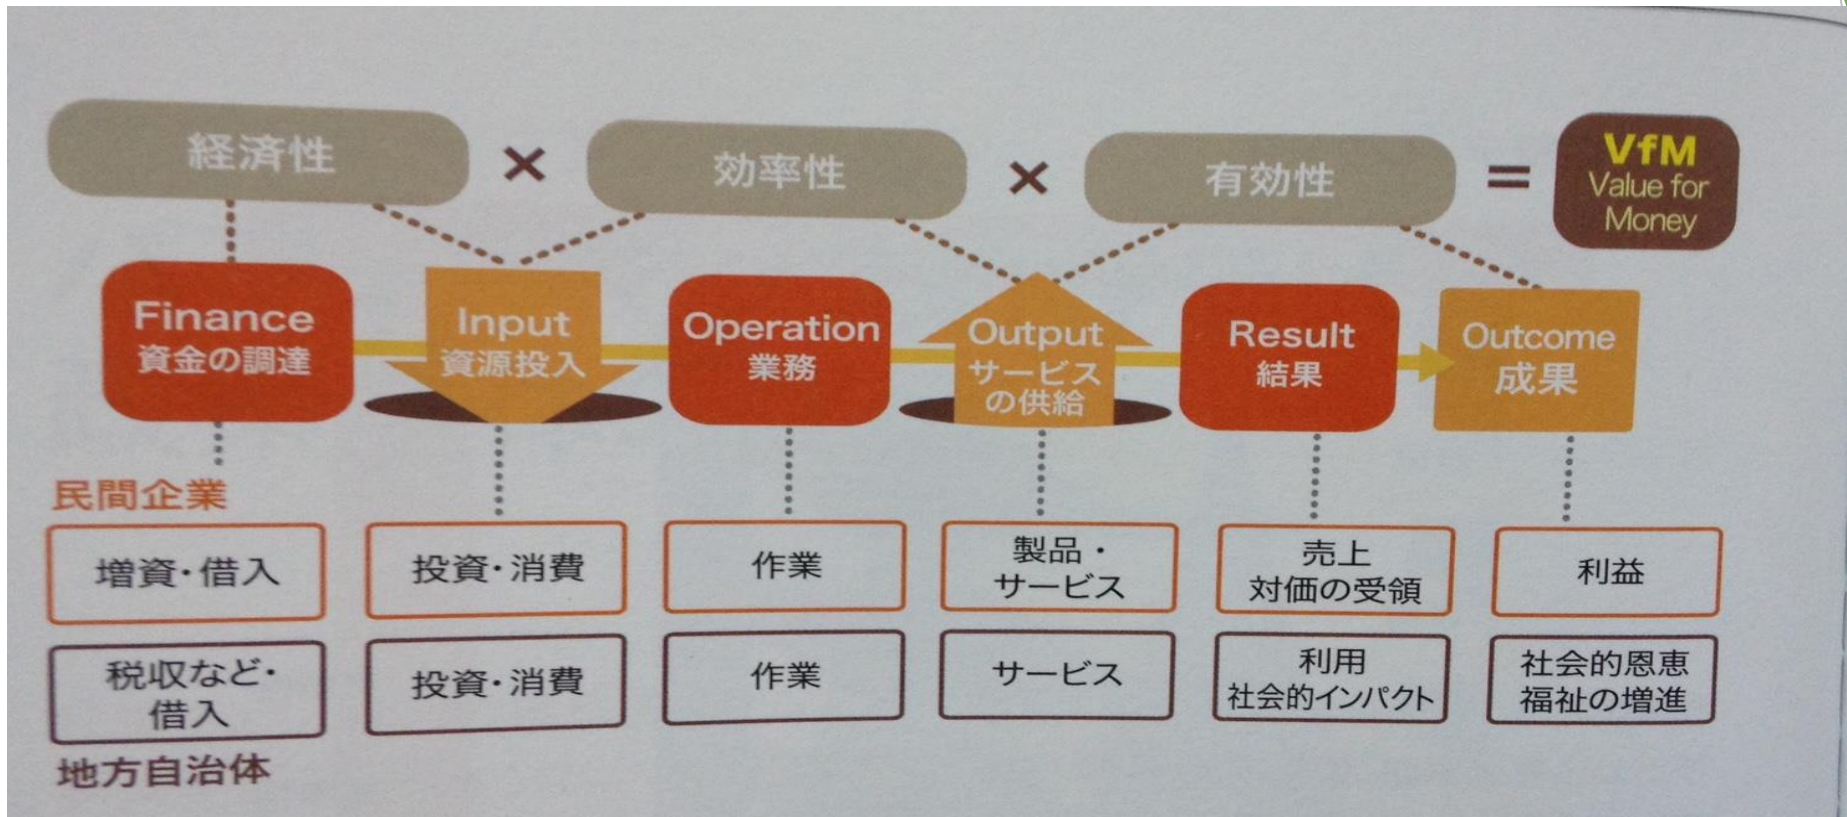 経済性 × 効率性 × 有効性 = VfM
Value for
Money
Finance
資金の調達
Input
資源投入
Operation
業務
Output
サービス
の供給
Result
結果
Outcome
成果
民間企業
増資・借入
投資・消費
作業
製品・
サービス
売上
対価の受領
利益
税収など・
借入
投資・消費
作業
サービス
利用
社会的インパクト
社会的恩恵
福祉の増進
地方自治体